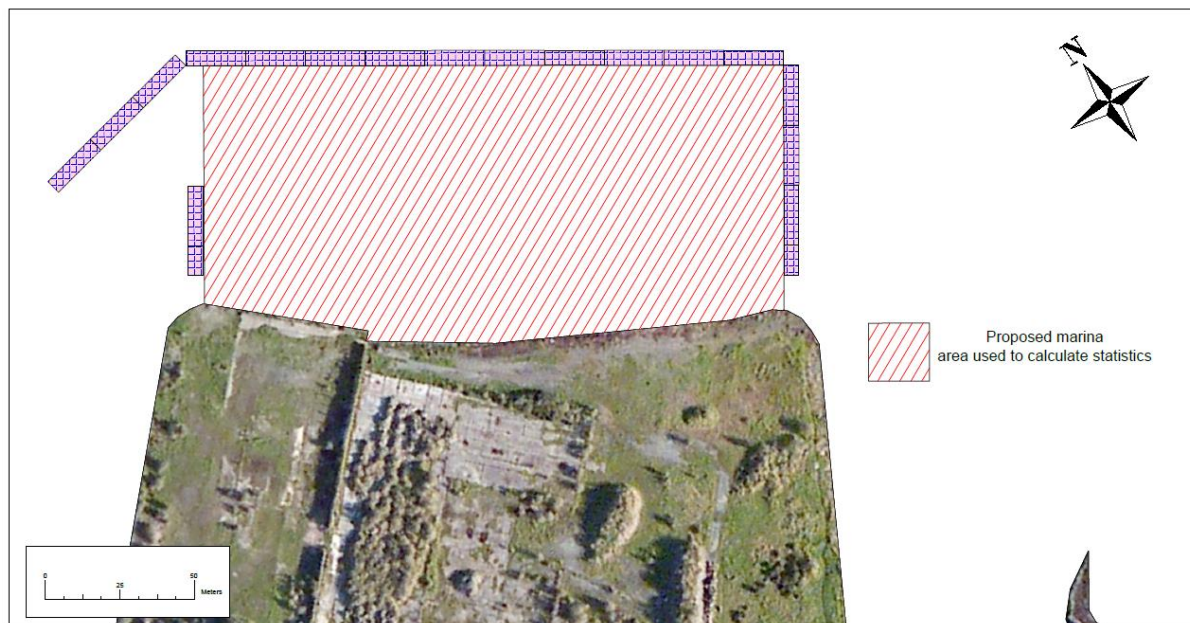 N
Proposed marina
area used to calculate statistics
0 25 50
Meters